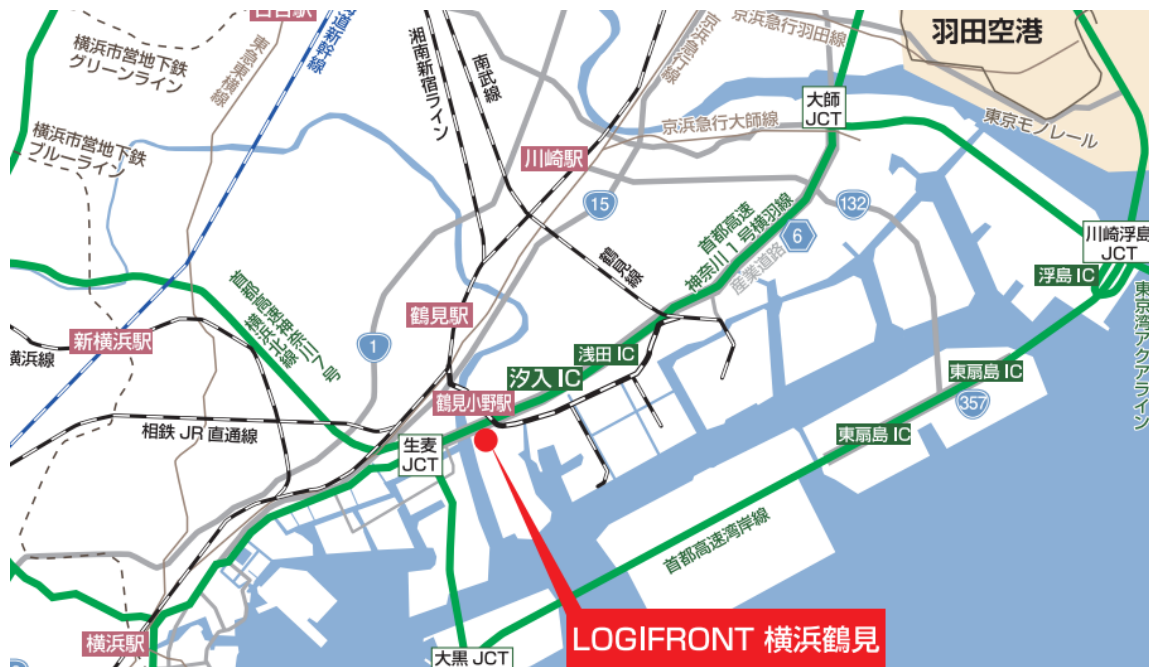 横浜市営地下鉄
グリーンライン
東急東横線
道新幹線
湘南新宿ライン
南武線
京浜急行線
京浜急行羽田線
羽田空港
大師
JCT
東京モノレール
京浜急行大師線
横浜市営地下鉄
ブルーライン
川崎駅
15
132
首都高速
神奈川1号横羽線
6
産業道路
川崎浮島
JCT
浮島 IC
東京湾アクアライン
首都高速神奈川7号
横浜北線
鶴見線
鶴見駅
新横浜駅
横浜線
1
浅田 IC
汐入 IC
鶴見小野駅
東扇島 IC
357
相鉄 JR 直通線
生麦
JCT
東扇島 IC
首都高速湾岸線
横浜駅
大黒 JCT
LOGIFRONT 横浜鶴見